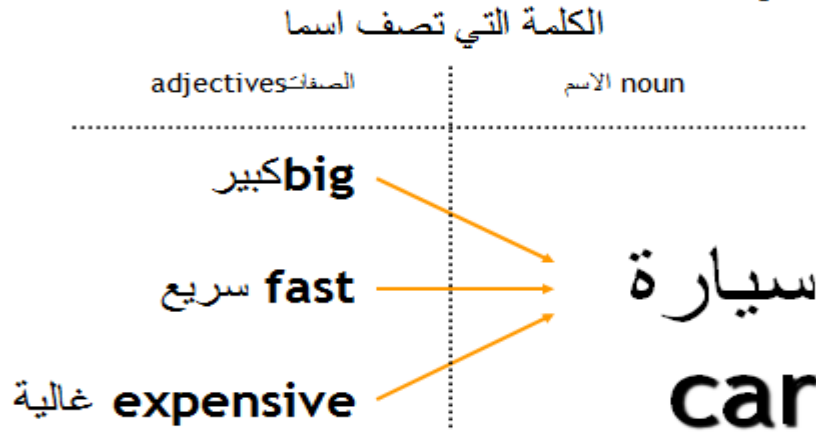 الكلمة التي تصف اسما
adjectivesالصفات
noun الاسم
bigكبير
fast سريع
expensive غالية
سيارة
car